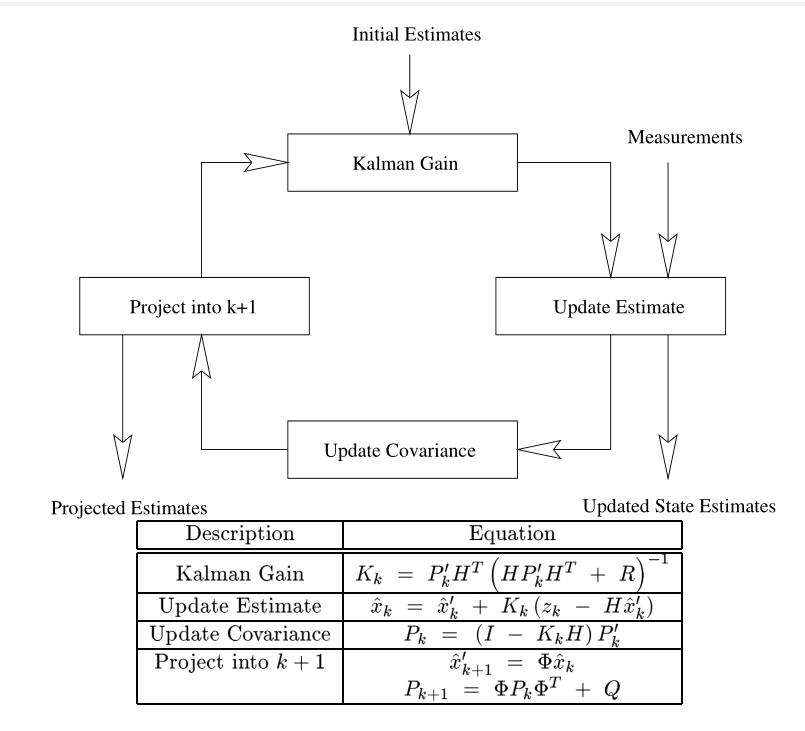 Initial Estimates
Measurements
Kalman Gain
Project into k+1
Update Estimate
Update Covariance
Projected Estimates
Updated State Estimates
Description Equation
Kalman Gain K_k = P′_k H^T (H P′_k H^T + R)^−1
Update Estimate x̂_k = x̂′_k + K_k (z_k − H x̂′_k)
Update Covariance P_k = (I − K_k H) P′_k
Project into k + 1 x̂′_{k+1} = Φ x̂_k
P_{k+1} = Φ P_k Φ^T + Q